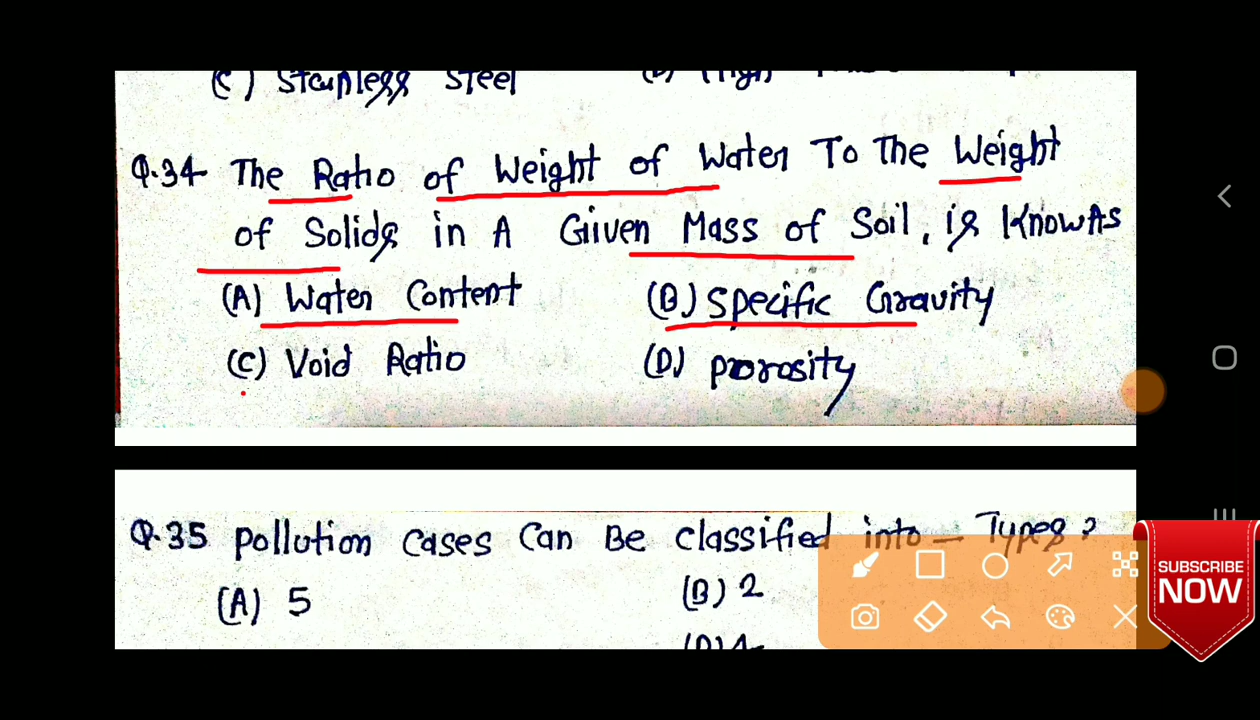 (C) Stainless Steel
Q.34 The Ratio of Weight of Water To The Weight
of Solids in A Given Mass of Soil, is KnowAs
(A) Water Content (B) Specific Gravity
(C) Void Ratio (D) Porosity
Q.35 Pollution Cases Can Be Classified into — Types?
(A) 5 (B) 2
SUBSCRIBE
NOW